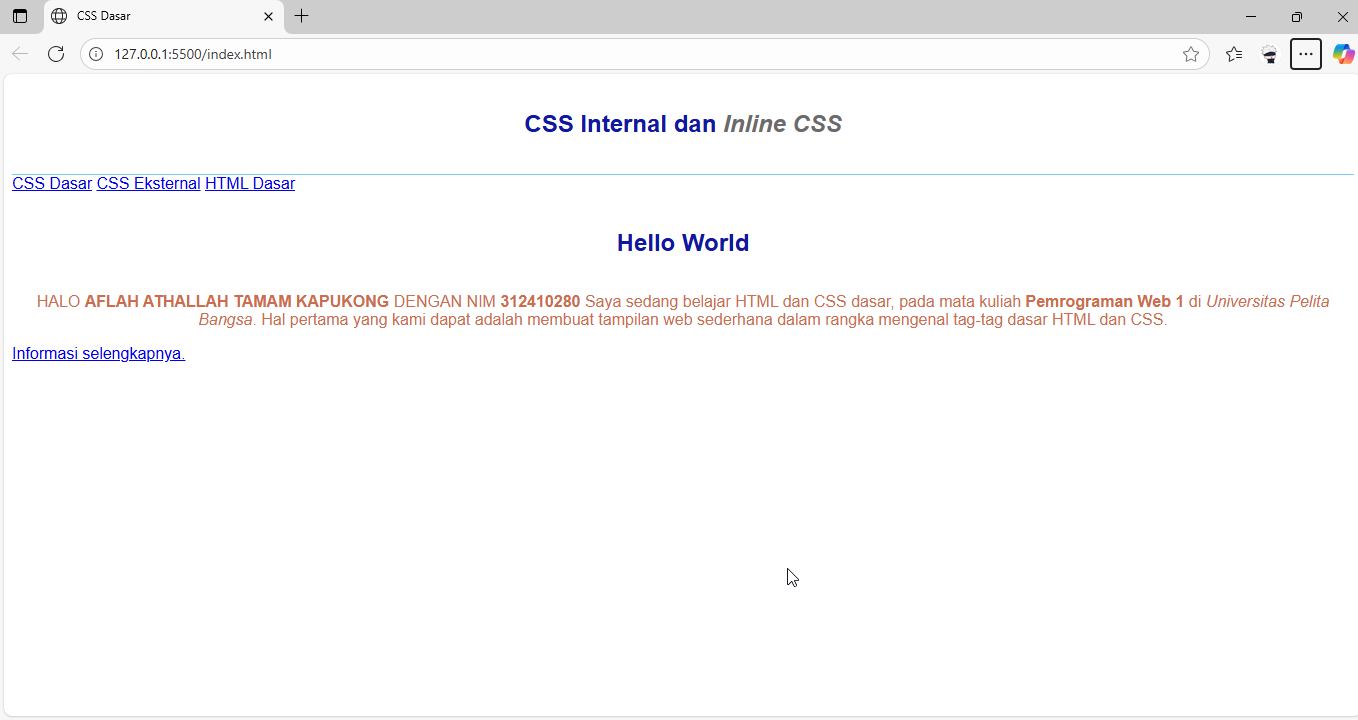 CSS Dasar
127.0.0.1:5500/index.html
CSS Internal dan Inline CSS
CSS Dasar CSS Eksternal HTML Dasar
Hello World
HALO AFLAH ATHALLAH TAMAM KAPUKONG DENGAN NIM 312410280 Saya sedang belajar HTML dan CSS dasar, pada mata kuliah Pemrograman Web 1 di Universitas Pelita
Bangsa. Hal pertama yang kami dapat adalah membuat tampilan web sederhana dalam rangka mengenal tag-tag dasar HTML dan CSS.
Informasi selengkapnya.